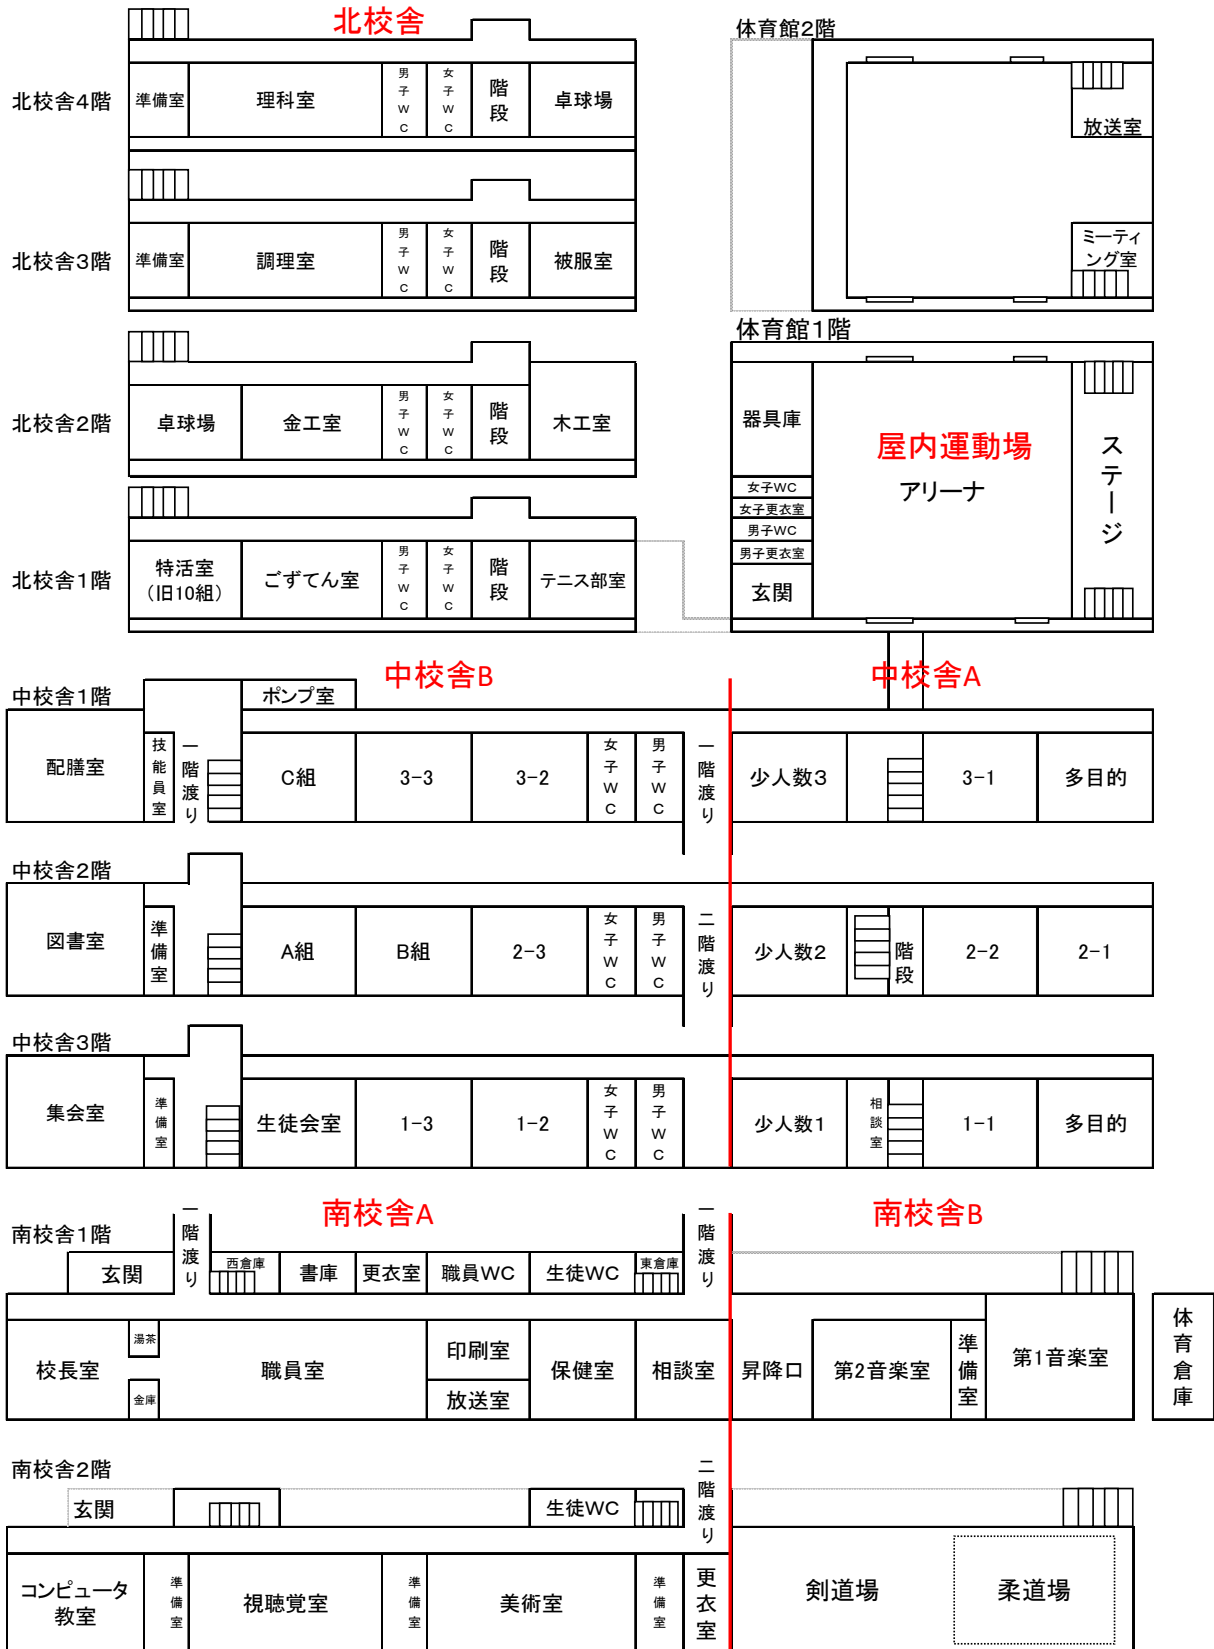 北校舎
体育館2階
北校舎4階
準備室
理科室
男子WC
女子WC
階段
卓球場
放送室
北校舎3階
準備室
調理室
男子WC
女子WC
階段
被服室
ミーティ
ング室
体育館1階
北校舎2階
卓球場
金工室
男子WC
女子WC
階段
木工室
器具庫
屋内運動場
アリーナ
ステージ
女子WC
女子更衣室
男子WC
男子更衣室
玄関
北校舎1階
特活室
(旧10組)
ごずてん室
男子WC
女子WC
階段
テニス部室
中校舎B
中校舎A
中校舎1階
ポンプ室
配膳室
技能員室
一階渡り
C組
3-3
3-2
女子WC
男子WC
一階渡り
少人数3
3-1
多目的
中校舎2階
図書室
準備室
A組
B組
2-3
女子WC
男子WC
二階渡り
少人数2
階段
2-2
2-1
中校舎3階
集会室
準備室
生徒会室
1-3
1-2
女子WC
男子WC
少人数1
相談室
1-1
多目的
南校舎A
南校舎B
南校舎1階
玄関
一階渡り
西倉庫
書庫
更衣室
職員WC
生徒WC
東倉庫
一階渡り
校長室
湯茶
金庫
職員室
印刷室
放送室
保健室
相談室
昇降口
第2音楽室
準備室
第1音楽室
体育倉庫
南校舎2階
玄関
生徒WC
二階渡り
コンピュータ
教室
準備室
視聴覚室
準備室
美術室
準備室
更衣室
剣道場
柔道場